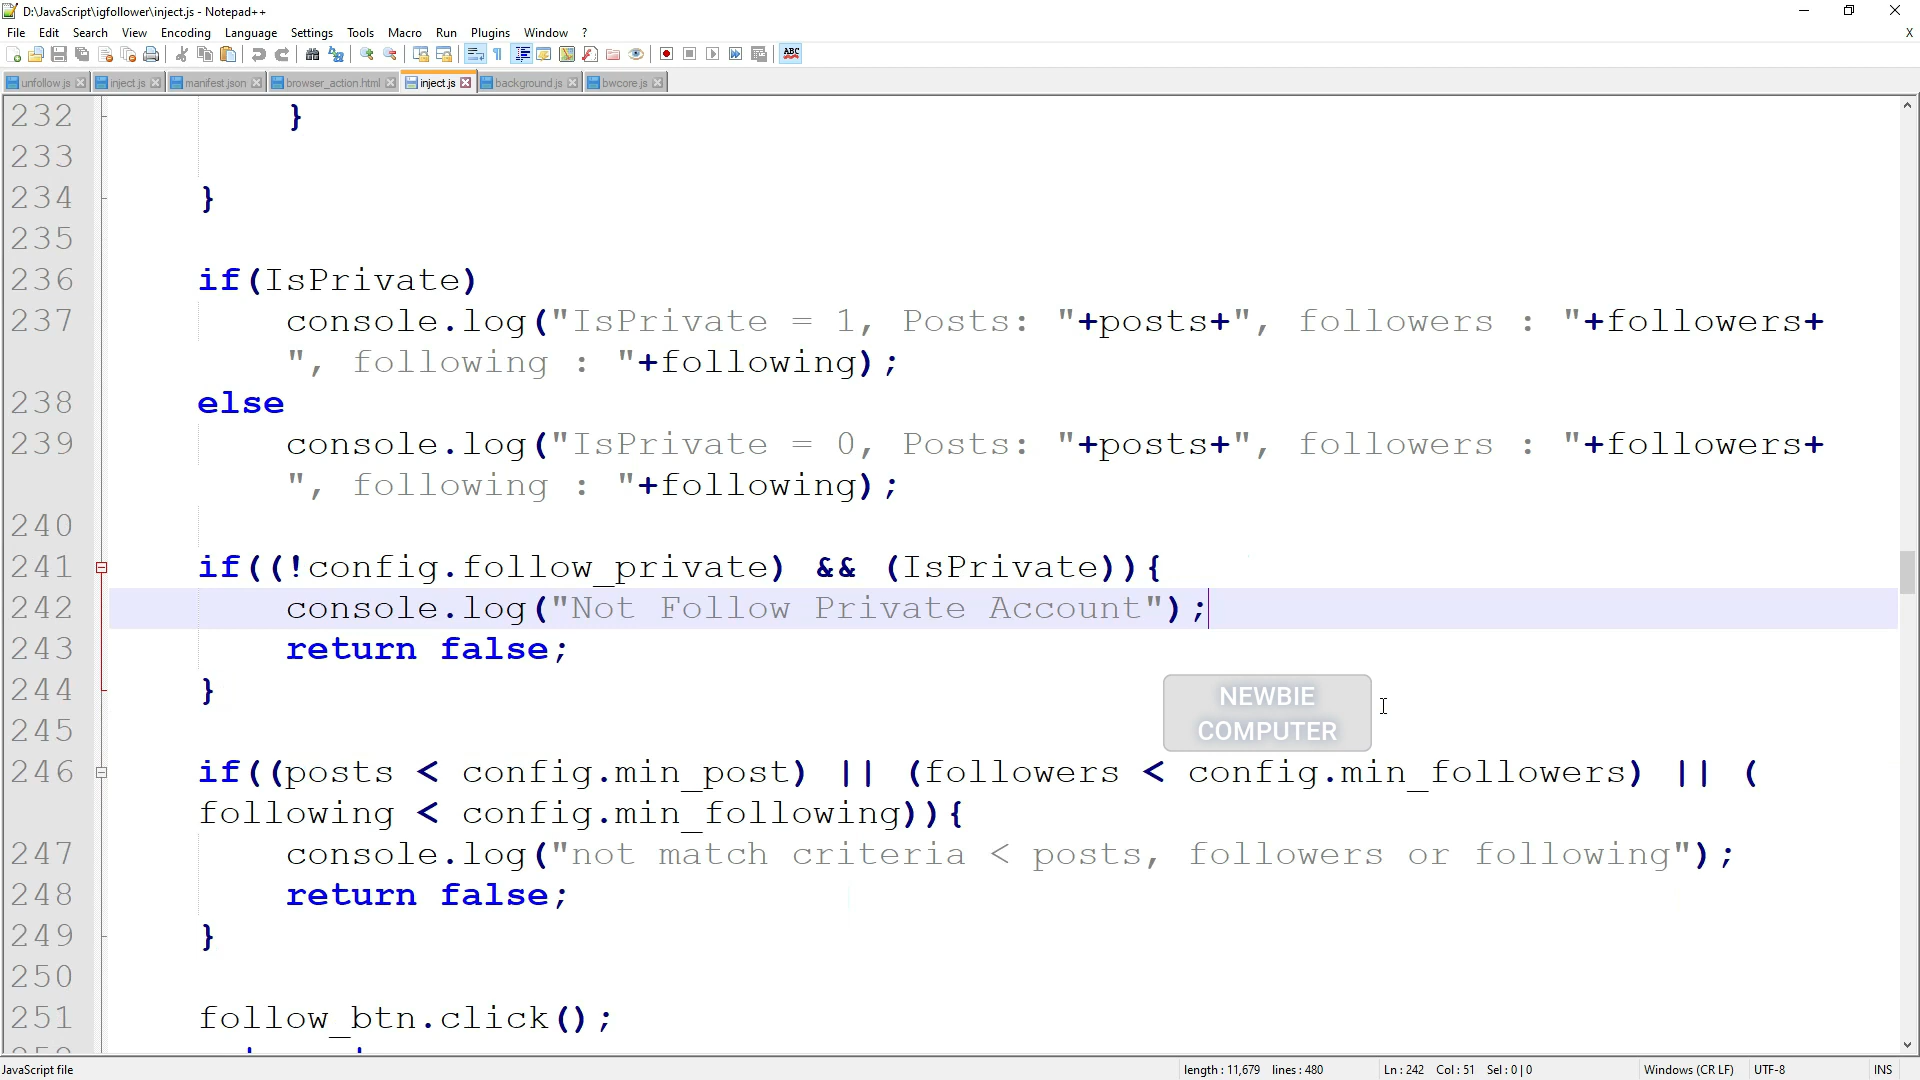 D:\JavaScript\igfollower\inject.js - Notepad++
File Edit Search View Encoding Language Settings Tools Macro Run Plugins Window ? X
unfollow.js inject.js manifest.json browser_action.html inject.js background.js bwcore.js
232 }
233
234 }
235
236 if(IsPrivate)
237 console.log("IsPrivate = 1, Posts: "+posts+", followers : "+followers+
", following : "+following);
238 else
239 console.log("IsPrivate = 0, Posts: "+posts+", followers : "+followers+
", following : "+following);
240
241 if((!config.follow_private) && (IsPrivate)){
242 console.log("Not Follow Private Account");
243 return false;
244 }
NEWBIE
COMPUTER
245
246 if((posts < config.min_post) || (followers < config.min_followers) || (
following < config.min_following)){
247 console.log("not match criteria < posts, followers or following");
248 return false;
249 }
250
251 follow_btn.click();
JavaScript file length : 11,679 lines : 480 Ln : 242 Col : 51 Sel : 0 | 0 Windows (CR LF) UTF-8 INS